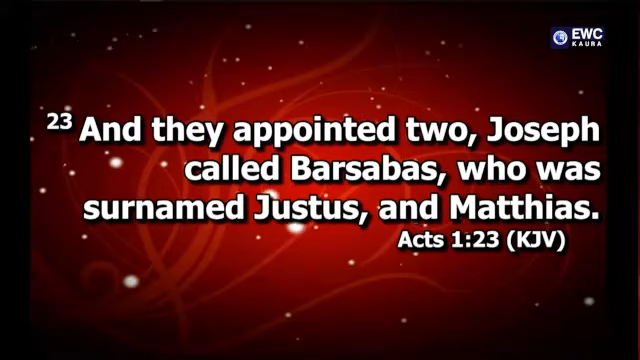 EWC
KAURA
23 And they appointed two, Joseph
called Barsabas, who was
surnamed Justus, and Matthias.
Acts 1:23 (KJV)